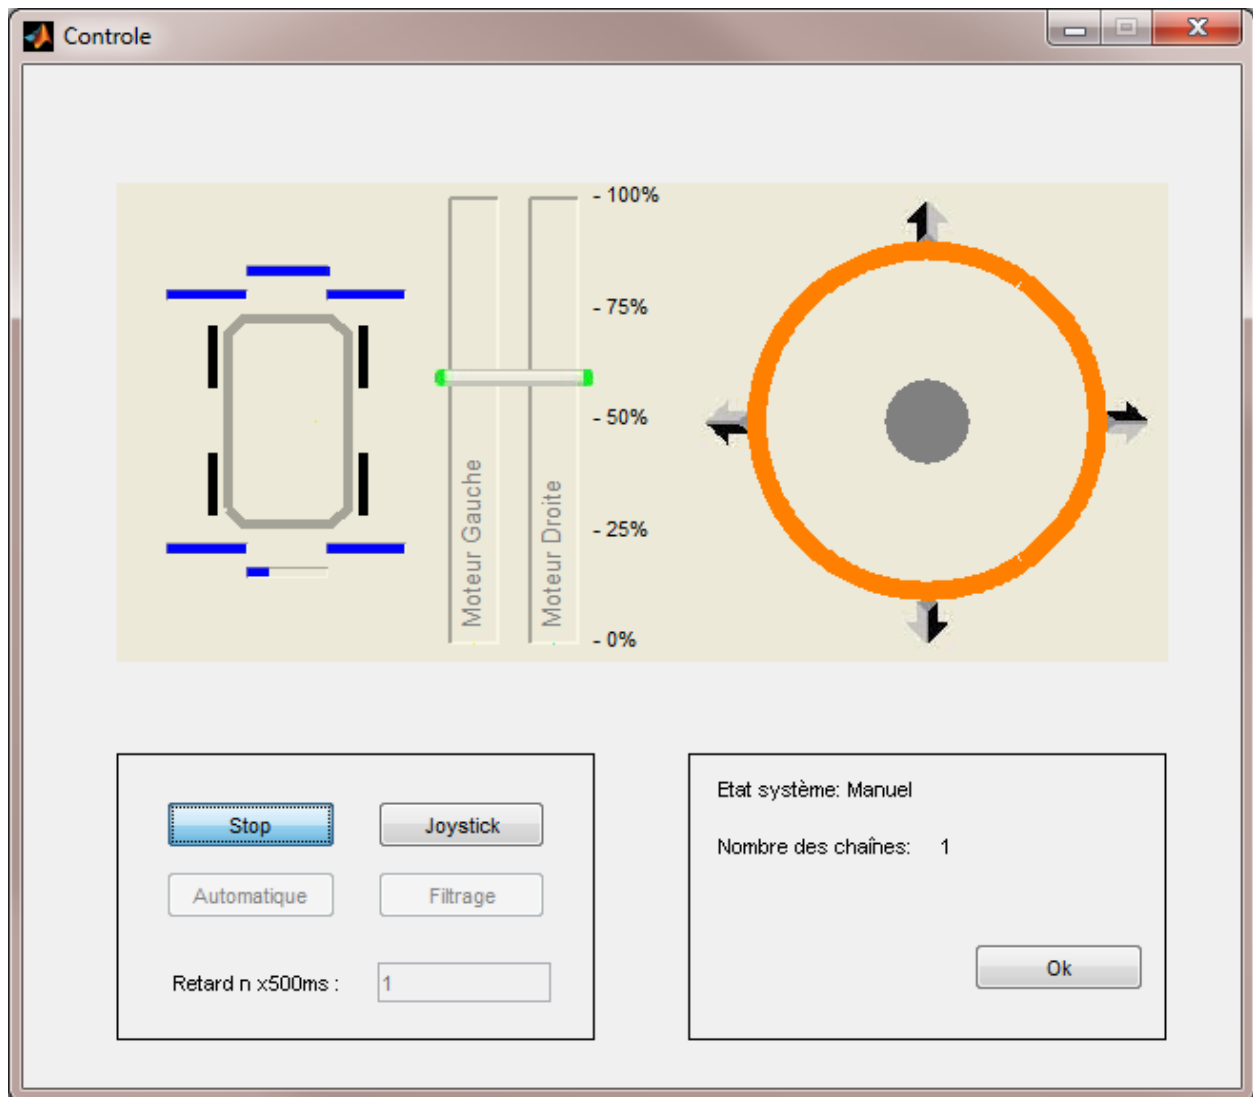 Controle
- 100%
- 75%
- 50%
- 25%
- 0%
Moteur Gauche
Moteur Droite
Stop
Joystick
Automatique
Filtrage
Retard n x500ms :
1
Etat système: Manuel
Nombre des chaînes: 1
Ok